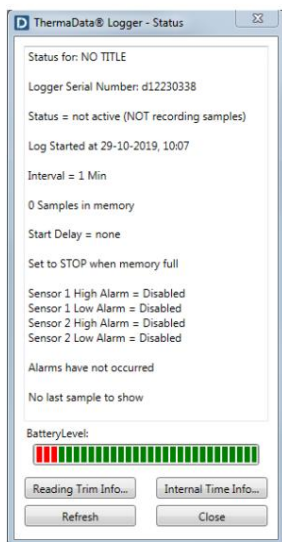 ThermaData® Logger - Status
Status for: NO TITLE
Logger Serial Number: d12230338
Status = not active (NOT recording samples)
Log Started at 29-10-2019, 10:07
Interval = 1 Min
0 Samples in memory
Start Delay = none
Set to STOP when memory full
Sensor 1 High Alarm = Disabled
Sensor 1 Low Alarm = Disabled
Sensor 2 High Alarm = Disabled
Sensor 2 Low Alarm = Disabled
Alarms have not occurred
No last sample to show
BatteryLevel:
Reading Trim Info... Internal Time Info...
Refresh Close